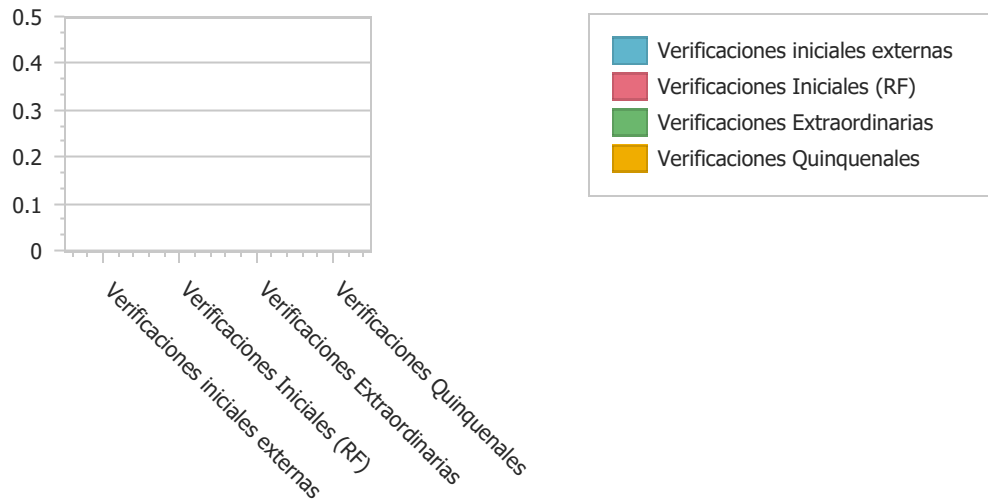 0.5
0.4
0.3
0.2
0.1
0
Verificaciones iniciales externas
Verificaciones Iniciales (RF)
Verificaciones Extraordinarias
Verificaciones Quinquenales
Verificaciones iniciales externas
Verificaciones Iniciales (RF)
Verificaciones Extraordinarias
Verificaciones Quinquenales